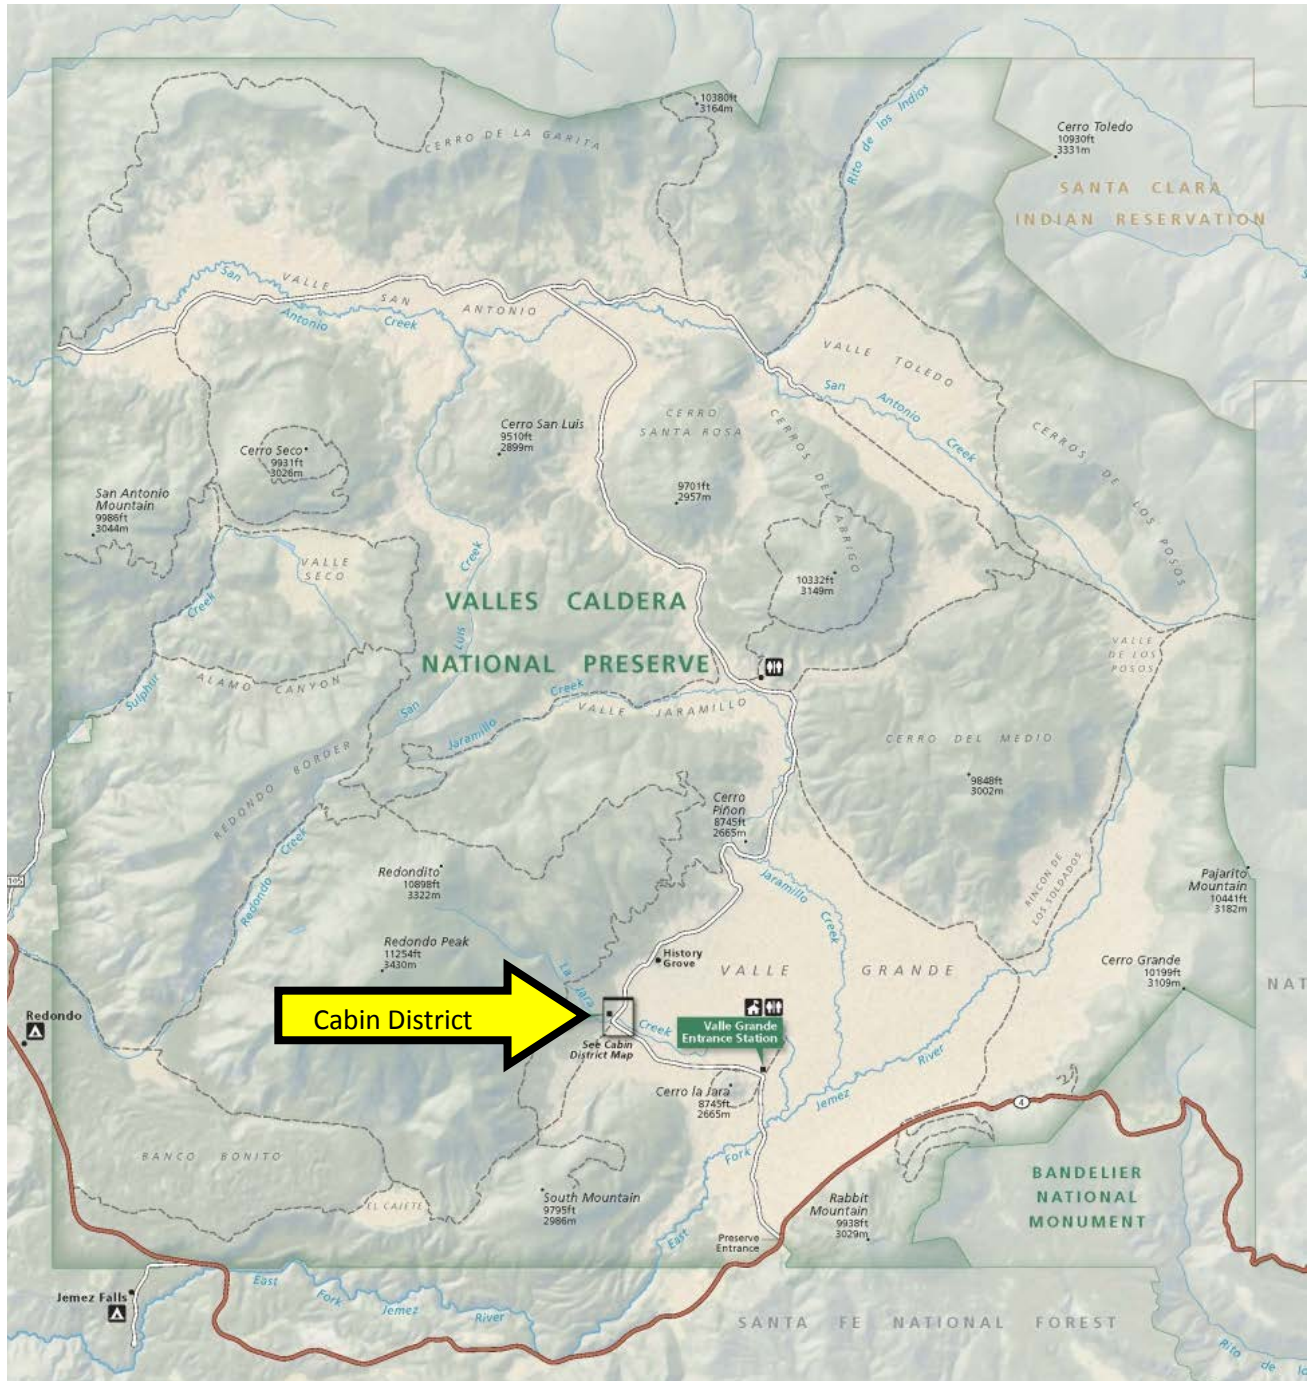 10380ft
3164m
Rito de los Indios
CERRO DE LA GARITA
Cerro Toledo
10930ft
3331m
SANTA CLARA
INDIAN RESERVATION
San
Antonio
Creek
VALLE
SAN
ANTONIO
VALLE TOLEDO
San
Antonio
Creek
CERRO
SANTA ROSA
CERROS DEL ABRIGO
CERROS DE LOS POSOS
Cerro San Luis
9510ft
2899m
Cerro Seco
9931ft
3026m
9701ft
2957m
San Antonio
Mountain
9986ft
3044m
VALLE
SECO
10332ft
3149m
Creek
Sulphur
San
Luis
Creek
VALLES CALDERA
NATIONAL PRESERVE
VALLE
DE LOS
POSOS
ALAMO CANYON
Jaramillo
Creek
VALLE JARAMILLO
REDONDO BORDER
CERRO DEL MEDIO
9848ft
3002m
Cerro
Piñon
8745ft
2665m
Redondo
Creek
Redondito
10898ft
3322m
Jaramillo
Creek
RINCON DE
LOS SOLDADOS
Pajarito
Mountain
10441ft
3182m
Redondo Peak
11254ft
3430m
History
Grove
VALLE GRANDE
Cerro Grande
10199ft
3109m
NAT
La Jara
Creek
Cabin District
See Cabin
District Map
Valle Grande
Entrance Station
Redondo
Cerro la Jara
8745ft
2665m
East
Fork
Jemez
River
4
BANCO BONITO
EL CAJETE
South Mountain
9795ft
2986m
Rabbit
Mountain
9938ft
3029m
BANDELIER
NATIONAL
MONUMENT
Preserve
Entrance
Jemez Falls
East
Fork
Jemez
River
SANTA FE NATIONAL FOREST
Rito de